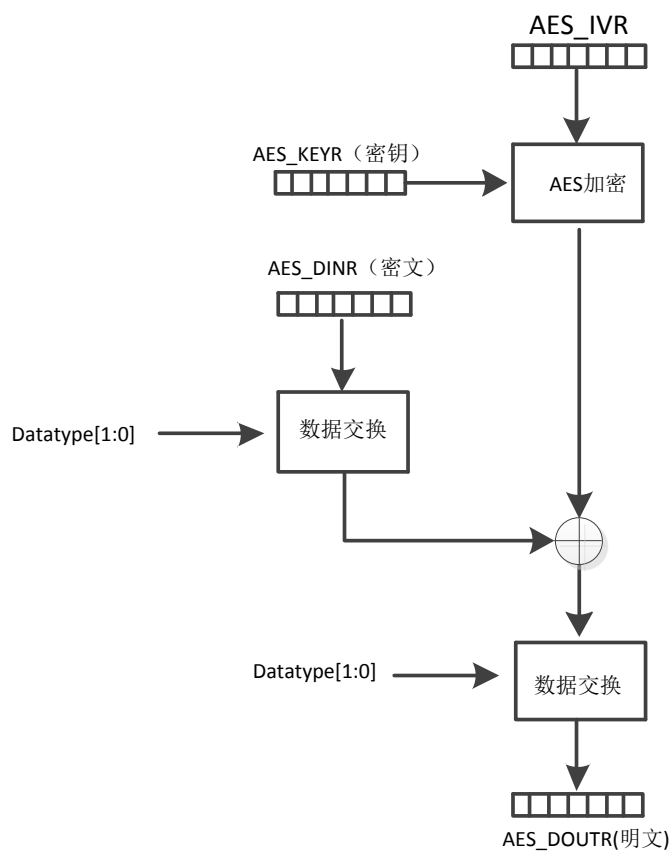 AES_IVR
AES_KEYR（密钥）
AES加密
AES_DINR（密文）
Datatype[1:0]
数据交换
Datatype[1:0]
数据交换
AES_DOUTR(明文)